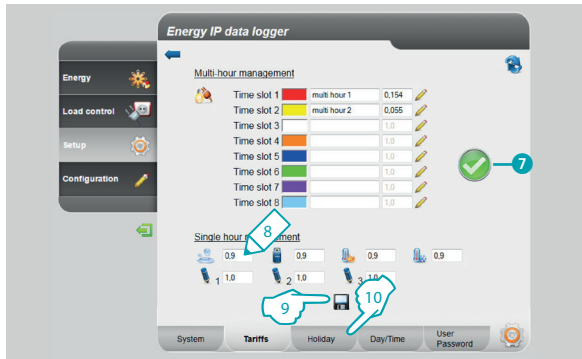 Energy IP data logger
Energy
Load control
Setup
Configuration
Multi-hour management
Time slot 1 multi hour 1 0,154
Time slot 2 multi hour 2 0,055
Time slot 3 1,0
Time slot 4 1,0
Time slot 5 1,0
Time slot 6 1,0
Time slot 7 1,0
Time slot 8 1,0
7
Single hour management
8
0,9 0,9 0,9 0,9
1 1,0 2 1,0 3 1,0
9
10
System Tariffs Holiday Day/Time User Password